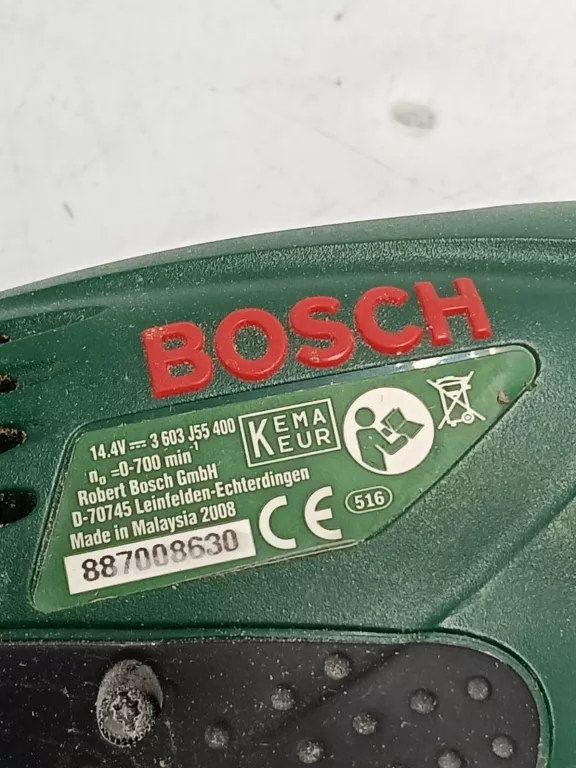 BOSCH
14.4V⎓ 3 603 J55 400
n₀ =0-700 min⁻¹
Robert Bosch GmbH
D-70745 Leinfelden-Echterdingen
Made in Malaysia 2008
887008630
KEMA
KEUR
CE
516